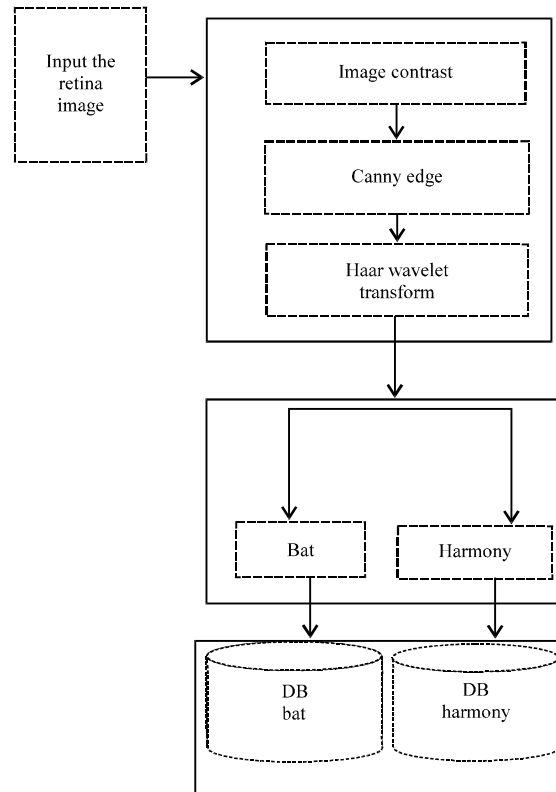 Input the
retina
image
Image contrast
Canny edge
Haar wavelet
transform
Bat
Harmony
DB
bat
DB
harmony